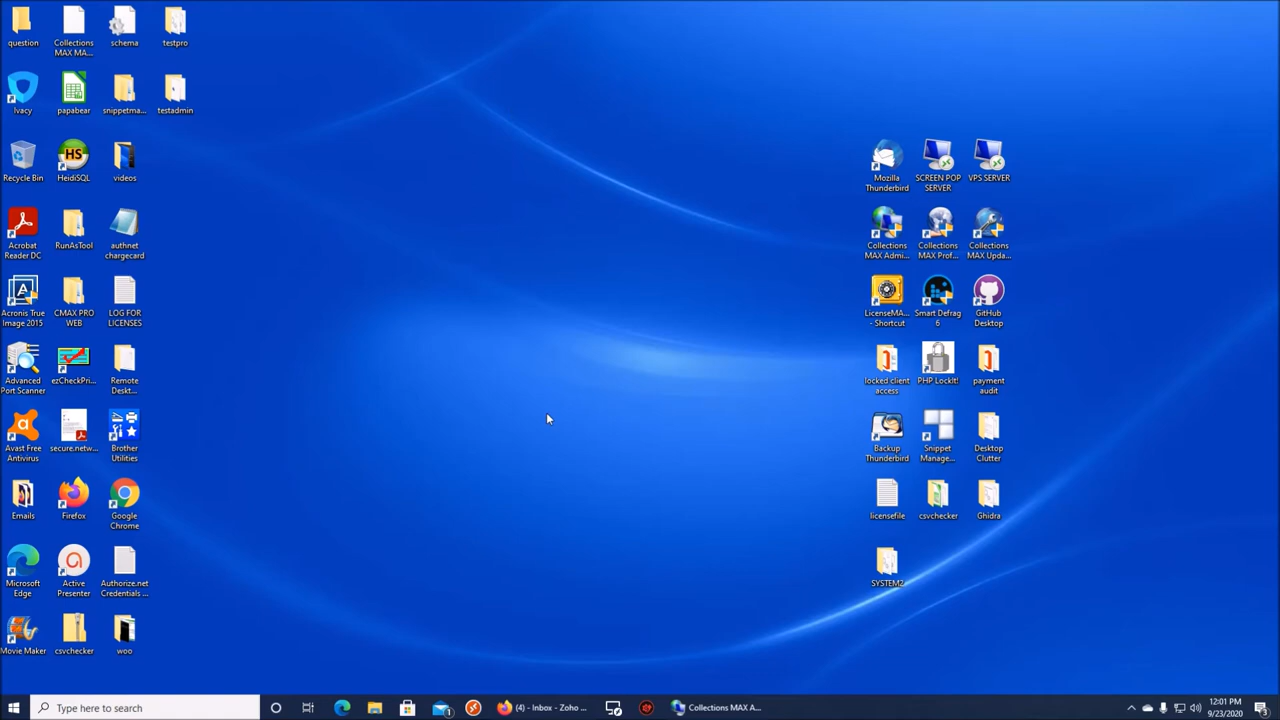 question
Collections
MAX MA...
schema
testpro
Ivacy
papabear
snippetma...
testadmin
Recycle Bin
HS
HeidiSQL
videos
Acrobat
Reader DC
RunAsTool
authnet
chargecard
A
Acronis True
Image 2015
CMAX PRO
WEB
LOG FOR
LICENSES
Advanced
Port Scanner
ezCheckPri...
Remote
Deskt...
Avast Free
Antivirus
secure.netw...
Brother
Utilities
Emails
Firefox
Google
Chrome
Microsoft
Edge
Active
Presenter
Authorize.net
Credentials ...
Movie Maker
csvchecker
woo
Mozilla
Thunderbird
SCREEN POP
SERVER
VPS SERVER
Collections
MAX Admi...
Collections
MAX Prof...
Collections
MAX Upda...
LicenseMA...
- Shortcut
Smart Defrag
6
GitHub
Desktop
locked client
access
PHP LockIt!
payment
audit
Backup
Thunderbird
Snippet
Manage...
Desktop
Clutter
licensefile
csvchecker
Ghidra
SYSTEM2
Type here to search
1
(4) - Inbox - Zoho ...
Collections MAX A...
12:01 PM
9/23/2020
3